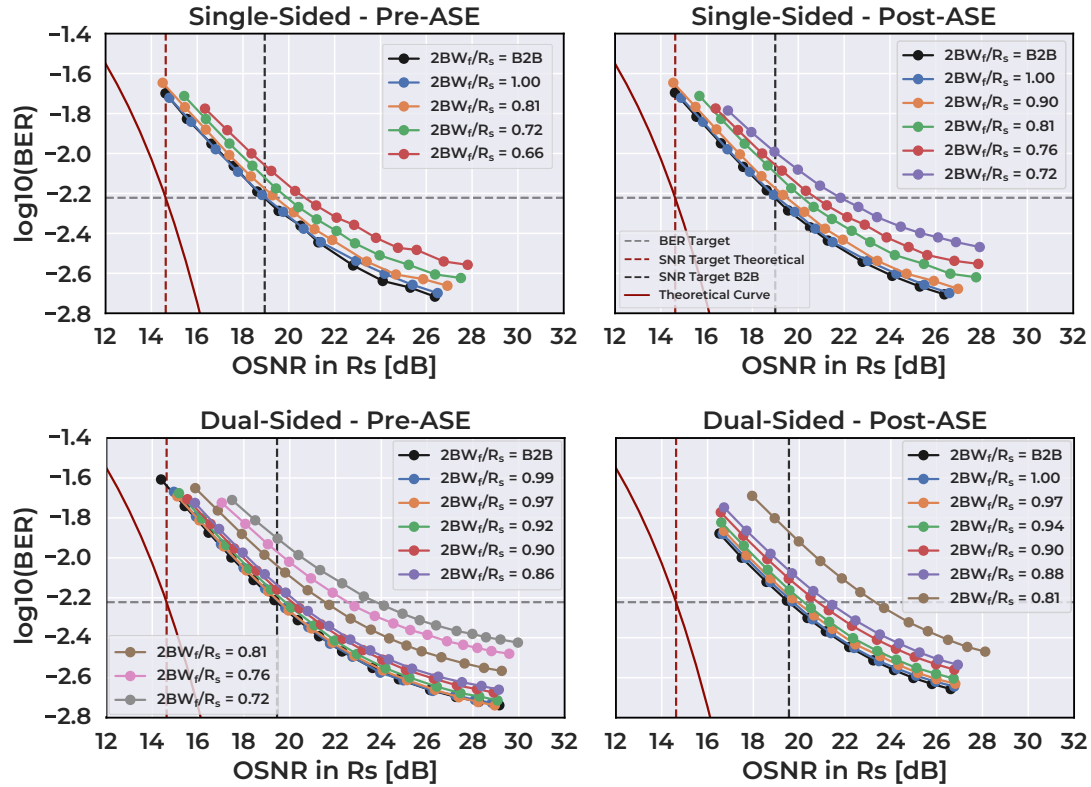 Single-Sided - Pre-ASE
log10(BER)
−1.4
−1.6
−1.8
−2.0
−2.2
−2.4
−2.6
−2.8
2BWf/Rs = B2B
2BWf/Rs = 1.00
2BWf/Rs = 0.81
2BWf/Rs = 0.72
2BWf/Rs = 0.66
12 14 16 18 20 22 24 26 28 30 32
OSNR in Rs [dB]
Single-Sided - Post-ASE
2BWf/Rs = B2B
2BWf/Rs = 1.00
2BWf/Rs = 0.90
2BWf/Rs = 0.81
2BWf/Rs = 0.76
2BWf/Rs = 0.72
BER Target
SNR Target Theoretical
SNR Target B2B
Theoretical Curve
12 14 16 18 20 22 24 26 28 30 32
OSNR in Rs [dB]
Dual-Sided - Pre-ASE
log10(BER)
−1.4
−1.6
−1.8
−2.0
−2.2
−2.4
−2.6
−2.8
2BWf/Rs = B2B
2BWf/Rs = 0.99
2BWf/Rs = 0.97
2BWf/Rs = 0.92
2BWf/Rs = 0.90
2BWf/Rs = 0.86
2BWf/Rs = 0.81
2BWf/Rs = 0.76
2BWf/Rs = 0.72
12 14 16 18 20 22 24 26 28 30 32
OSNR in Rs [dB]
Dual-Sided - Post-ASE
2BWf/Rs = B2B
2BWf/Rs = 1.00
2BWf/Rs = 0.97
2BWf/Rs = 0.94
2BWf/Rs = 0.90
2BWf/Rs = 0.88
2BWf/Rs = 0.81
12 14 16 18 20 22 24 26 28 30 32
OSNR in Rs [dB]